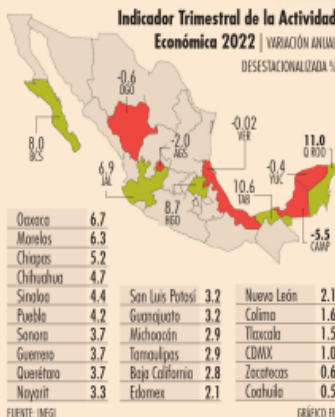 Indicador Trimestral de la Actividad
Económica 2022 | VARIACIÓN ANUAL
DESESTACIONALIZADA %
-0.6
DGO
8.0
BCS
-2.0
AGS
-0.02
VER
11.0
Q ROO
6.9
JAL
-0.4
YUC
10.6
TAB
8.7
HGO
-5.5
CAMP
Oaxaca 6.7
Morelos 6.3
Chiapas 5.2
Chihuahua 4.7
Sinaloa 4.4
Puebla 4.2
Sonora 3.7
Guerrero 3.7
Querétaro 3.7
Nayarit 3.3
San Luis Potosí 3.2
Guanajuato 3.2
Michoacán 2.9
Tamaulipas 2.9
Baja California 2.8
Edomex 2.1
Nuevo León 2.1
Colima 1.6
Tlaxcala 1.5
CDMX 1.0
Zacatecas 0.6
Coahuila 0.5
FUENTE: INEGI
GRÁFICO EE